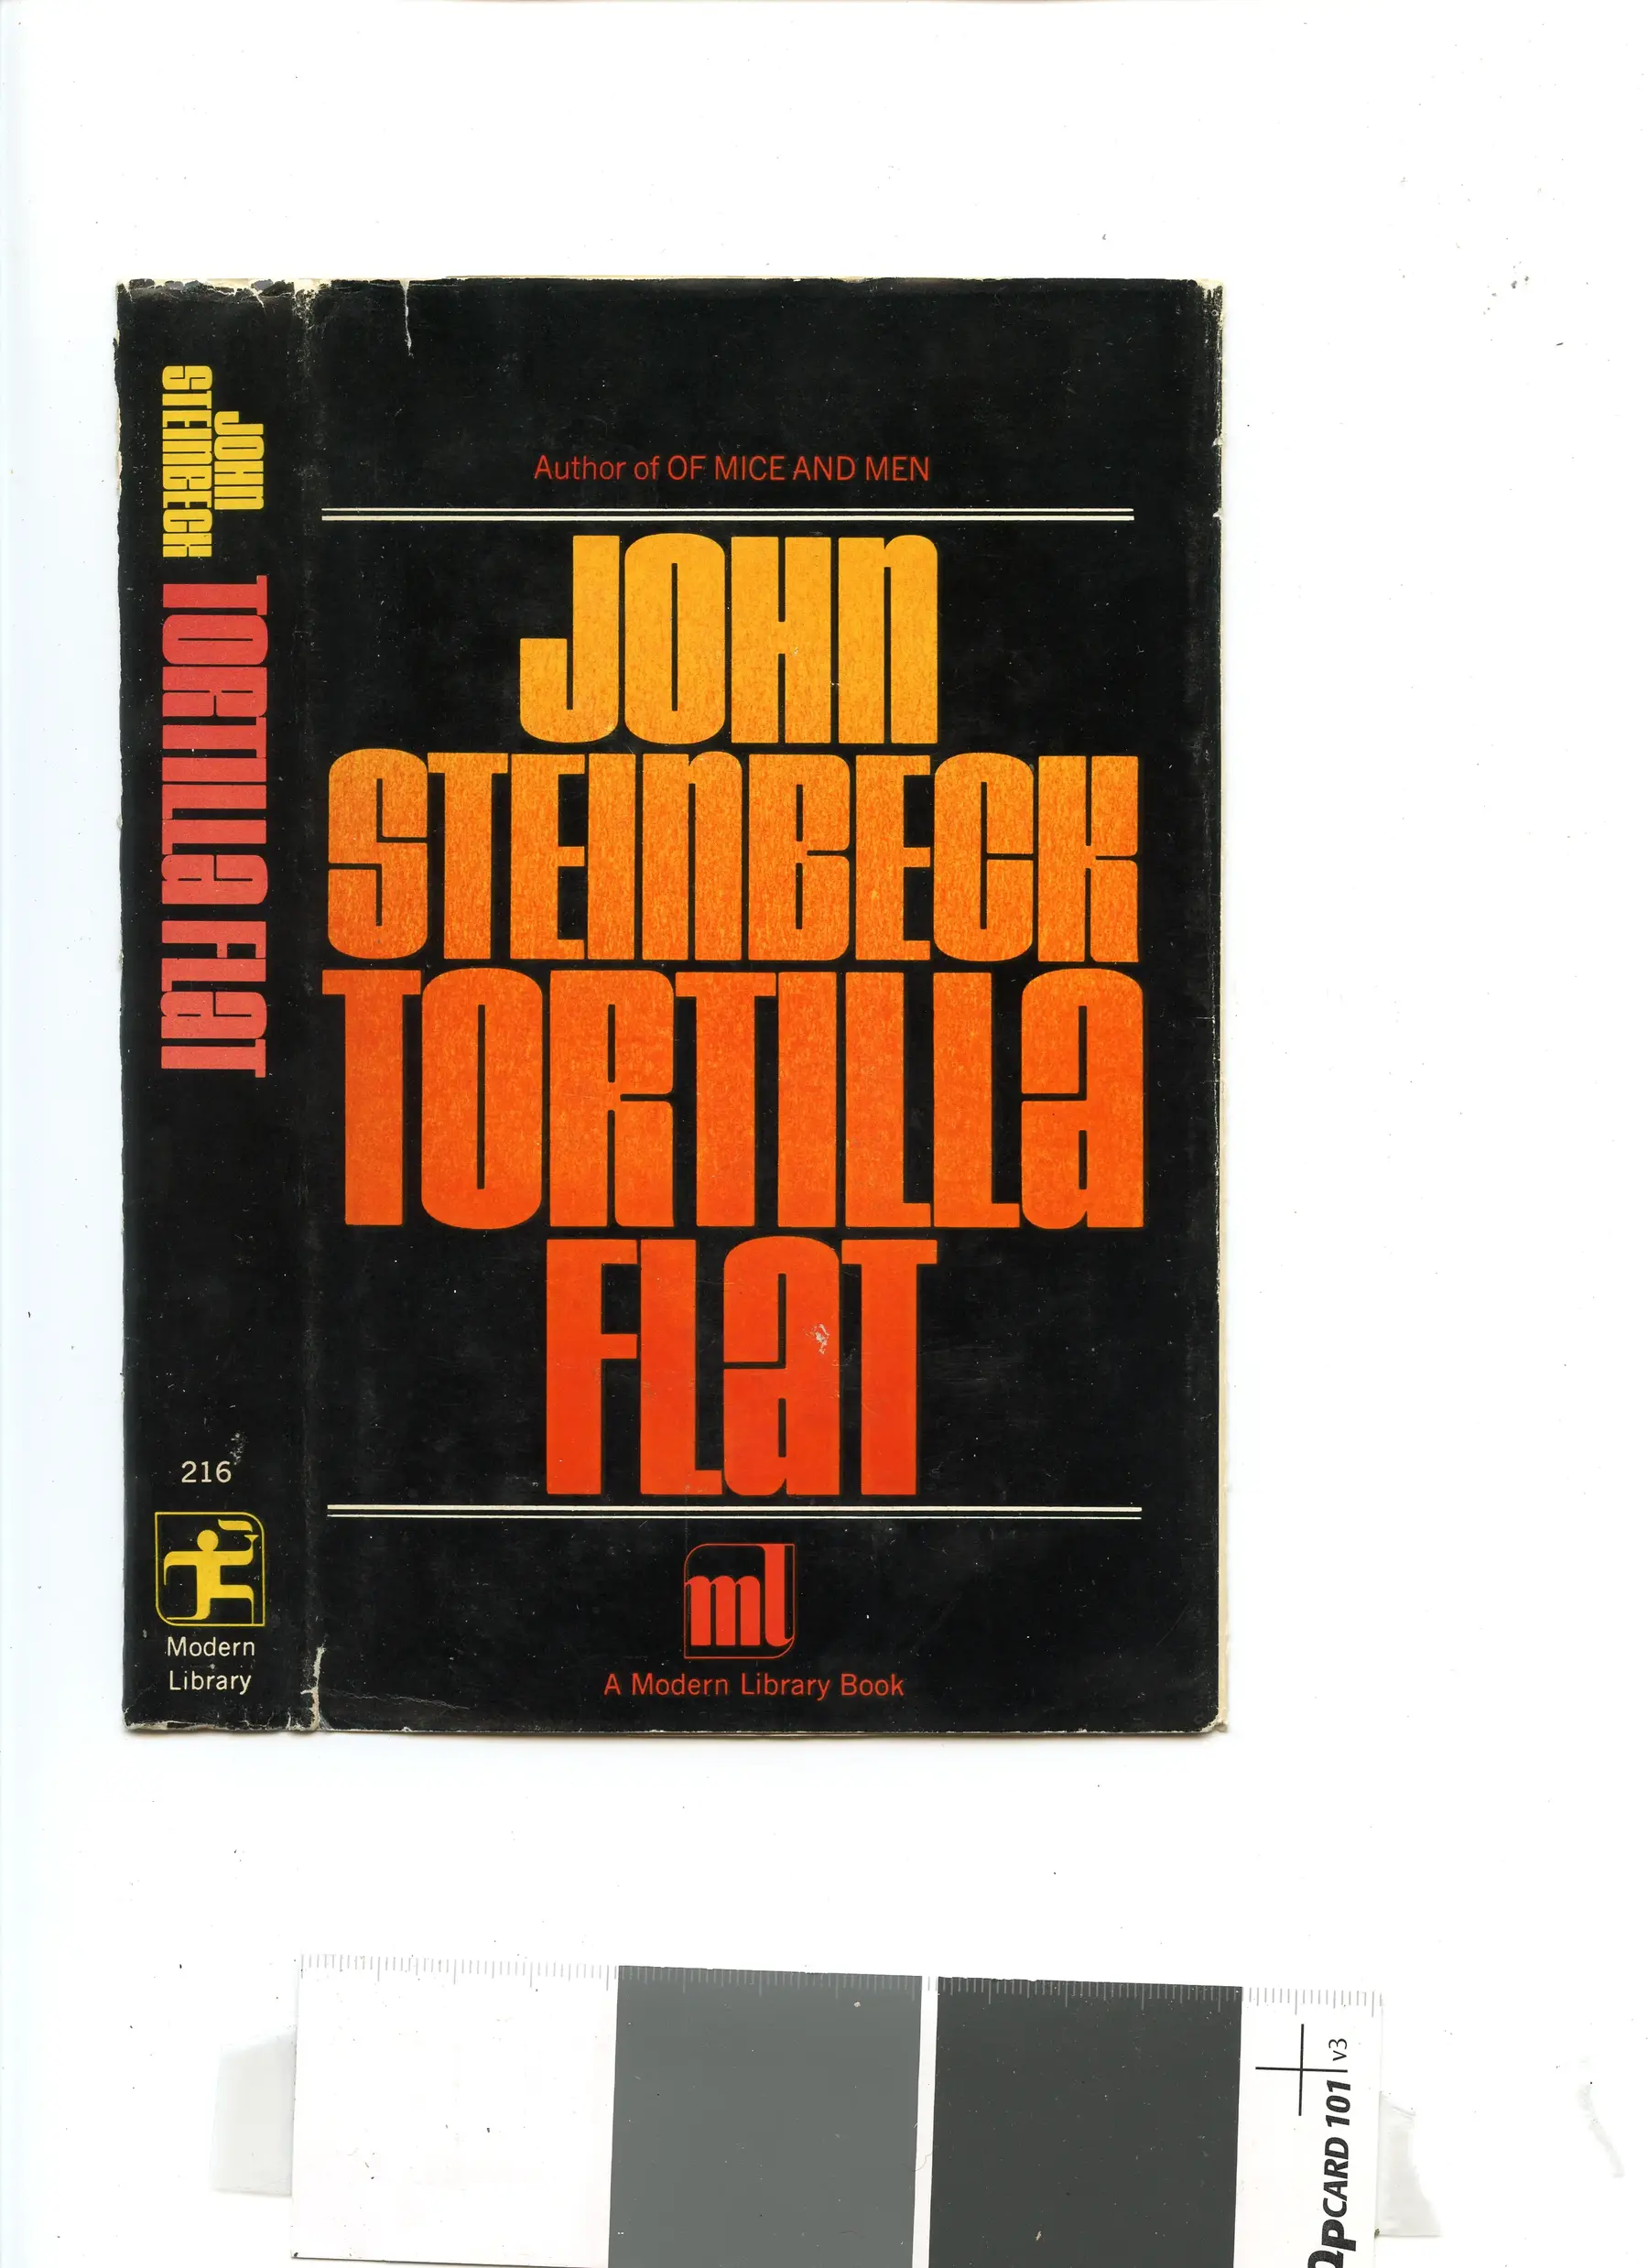 JOHN
STEINBECK
TORTILLa FLaT
216
Modern
Library
Author of OF MICE AND MEN
JOHN
STEINBECK
TORTILLa
FLaT
ml
A Modern Library Book
QPCARD 101 v3